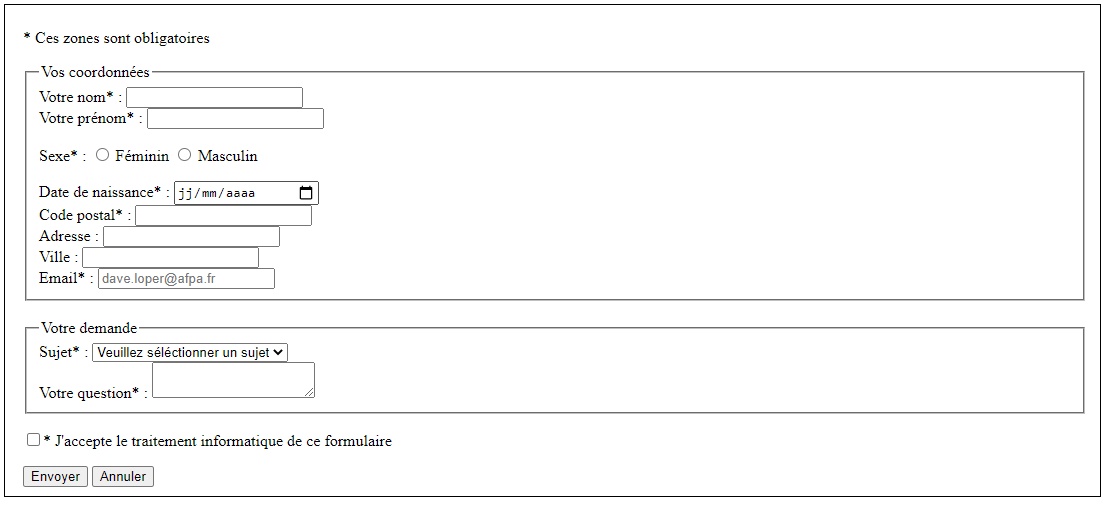 * Ces zones sont obligatoires
Vos coordonnées
Votre nom* :
Votre prénom* :
Sexe* : Féminin Masculin
Date de naissance* : jj/mm/aaaa
Code postal* :
Adresse :
Ville :
Email* : dave.loper@afpa.fr
Votre demande
Sujet* : Veuillez séléctionner un sujet
Votre question* :
* J'accepte le traitement informatique de ce formulaire
Envoyer Annuler